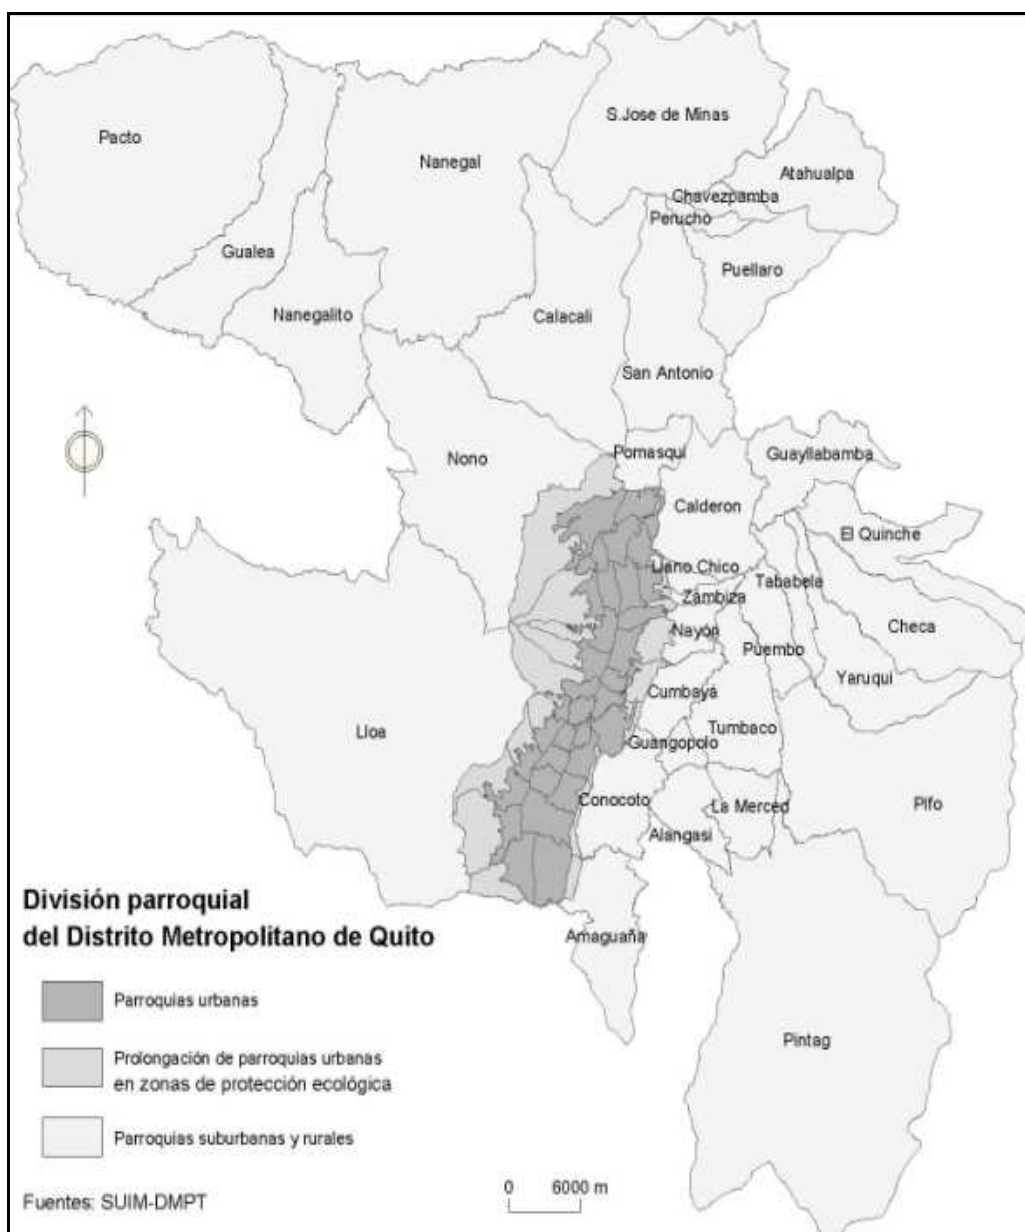 S.Jose de Minas
Pacto
Nanegal
Atahualpa
Chavezpamba
Perucho
Gualea
Puellaro
Nanegalito
Calacali
San Antonio
Pomasqui
Guayllabamba
Nono
Calderon
El Quinche
Llano Chico
Tababela
Zambiza
Nayón
Checa
Puembo
Yaruqui
Cumbayá
Lloa
Tumbaco
Guangopolo
Conocoto
La Merced
Pifo
Alangasi
División parroquial
del Distrito Metropolitano de Quito
Amaguaña
Parroquias urbanas
Pintag
Prolongación de parroquias urbanas
en zonas de protección ecológica
Parroquias suburbanas y rurales
Fuentes: SUIM-DMPT
0 6000 m